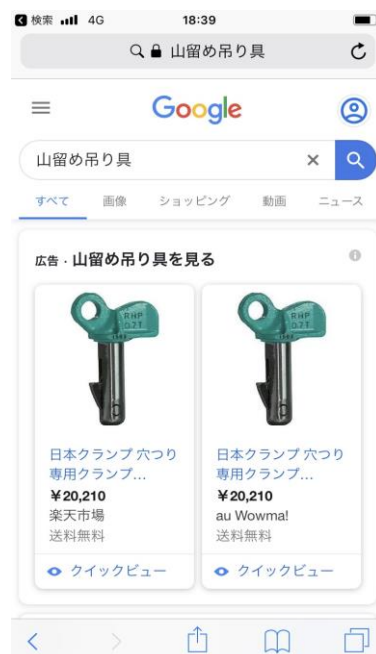 検索 4G 18:39
山留め吊り具
Google
山留め吊り具
すべて 画像 ショッピング 動画 ニュース
広告・山留め吊り具を見る
RHP
0.7T
RHP
0.7T
日本クランプ 穴つり
専用クランプ...
¥20,210
楽天市場
送料無料
クイックビュー
日本クランプ 穴つり
専用クランプ...
¥20,210
au Wowma!
送料無料
クイックビュー